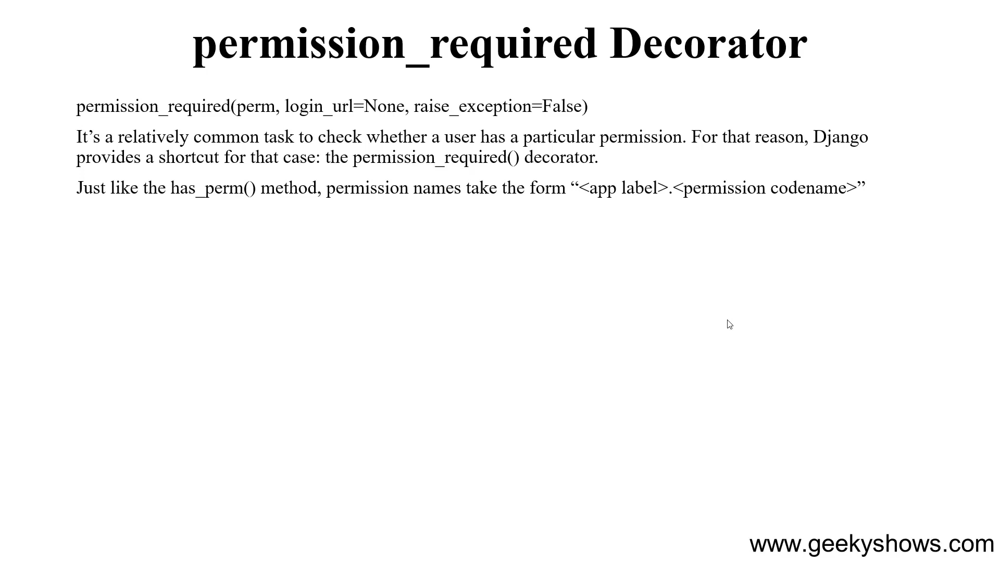 permission_required Decorator
permission_required(perm, login_url=None, raise_exception=False)
It’s a relatively common task to check whether a user has a particular permission. For that reason, Django
provides a shortcut for that case: the permission_required() decorator.
Just like the has_perm() method, permission names take the form “<app label>.<permission codename>”
www.geekyshows.com